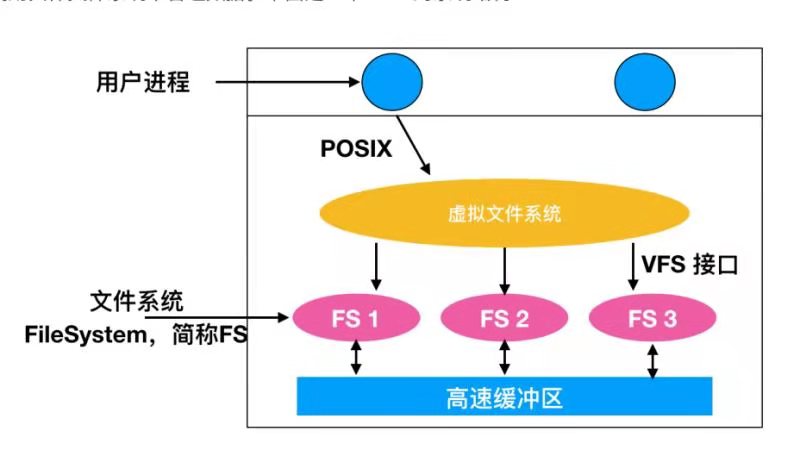 用户进程
POSIX
虚拟文件系统
VFS 接口
文件系统
FileSystem，简称FS
FS 1
FS 2
FS 3
高速缓冲区